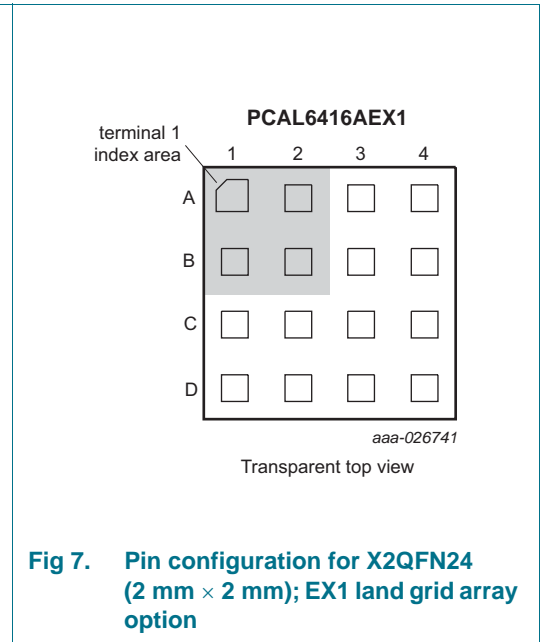 PCAL6416AEX1
terminal 1
index area
1 2 3 4
A
B
C
D
aaa-026741
Transparent top view
Fig 7. Pin configuration for X2QFN24
(2 mm × 2 mm); EX1 land grid array
option